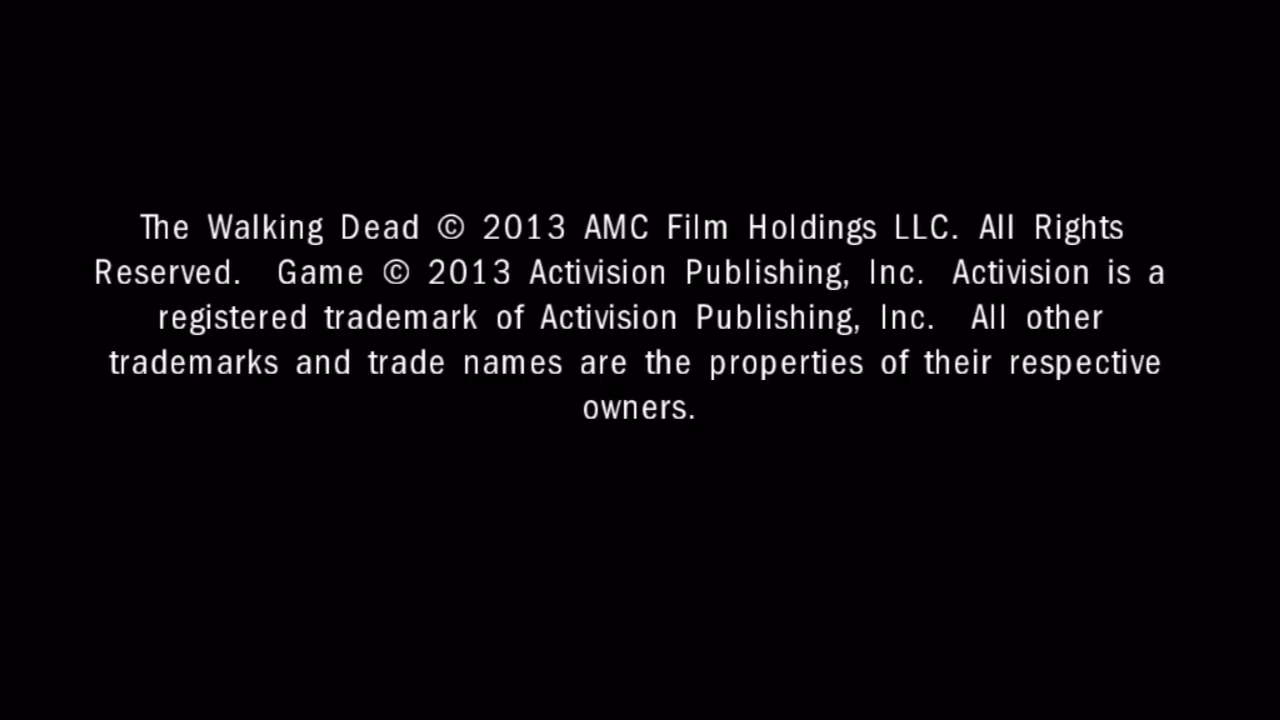 The Walking Dead © 2013 AMC Film Holdings LLC. All Rights
Reserved. Game © 2013 Activision Publishing, Inc. Activision is a
registered trademark of Activision Publishing, Inc. All other
trademarks and trade names are the properties of their respective
owners.